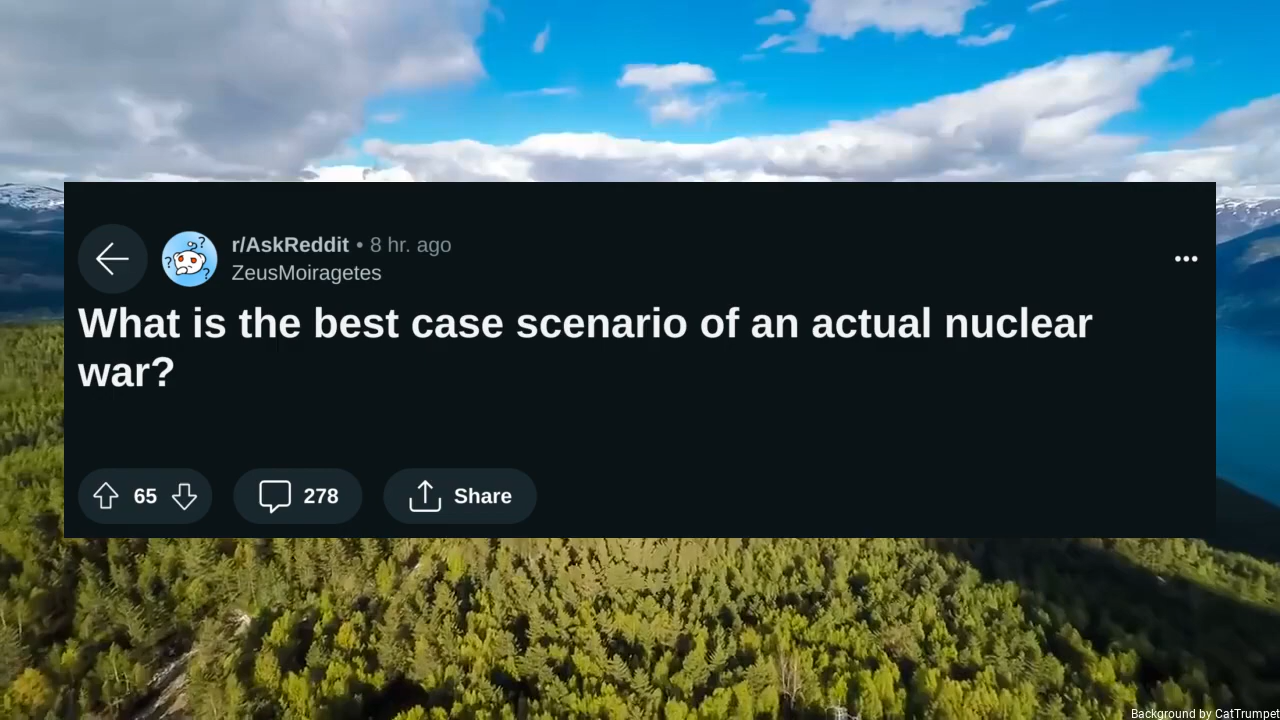 r/AskReddit • 8 hr. ago
ZeusMoiragetes
What is the best case scenario of an actual nuclear
war?
65
278
Share
Background by CatTrumpet